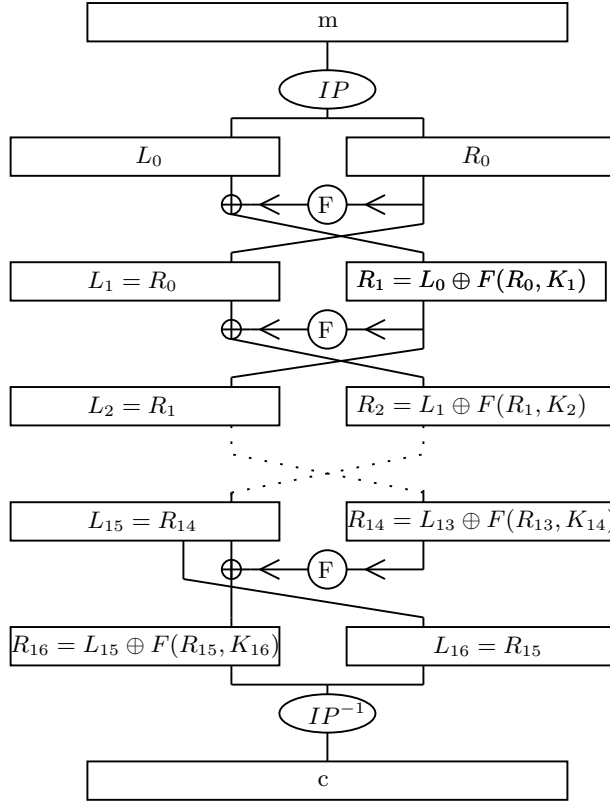 m
IP
L₀
R₀
F
L₁ = R₀
R₁ = L₀ ⊕ F(R₀, K₁)
F
L₂ = R₁
R₂ = L₁ ⊕ F(R₁, K₂)
L₁₅ = R₁₄
R₁₄ = L₁₃ ⊕ F(R₁₃, K₁₄)
F
R₁₆ = L₁₅ ⊕ F(R₁₅, K₁₆)
L₁₆ = R₁₅
IP⁻¹
c